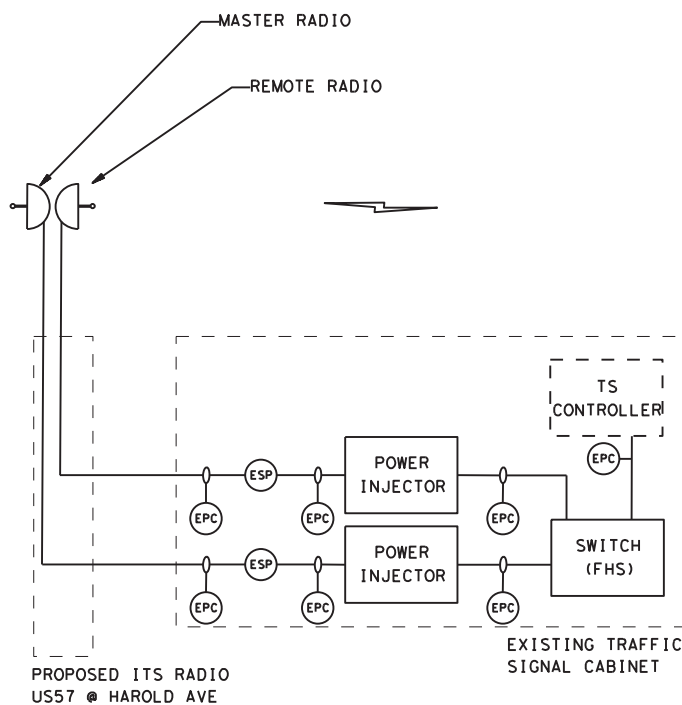 MASTER RADIO
REMOTE RADIO
TS
CONTROLLER
EPC
POWER
INJECTOR
ESP
EPC
EPC
EPC
POWER
INJECTOR
SWITCH
(FHS)
ESP
EPC
EPC
EPC
EXISTING TRAFFIC
SIGNAL CABINET
PROPOSED ITS RADIO
US57 @ HAROLD AVE